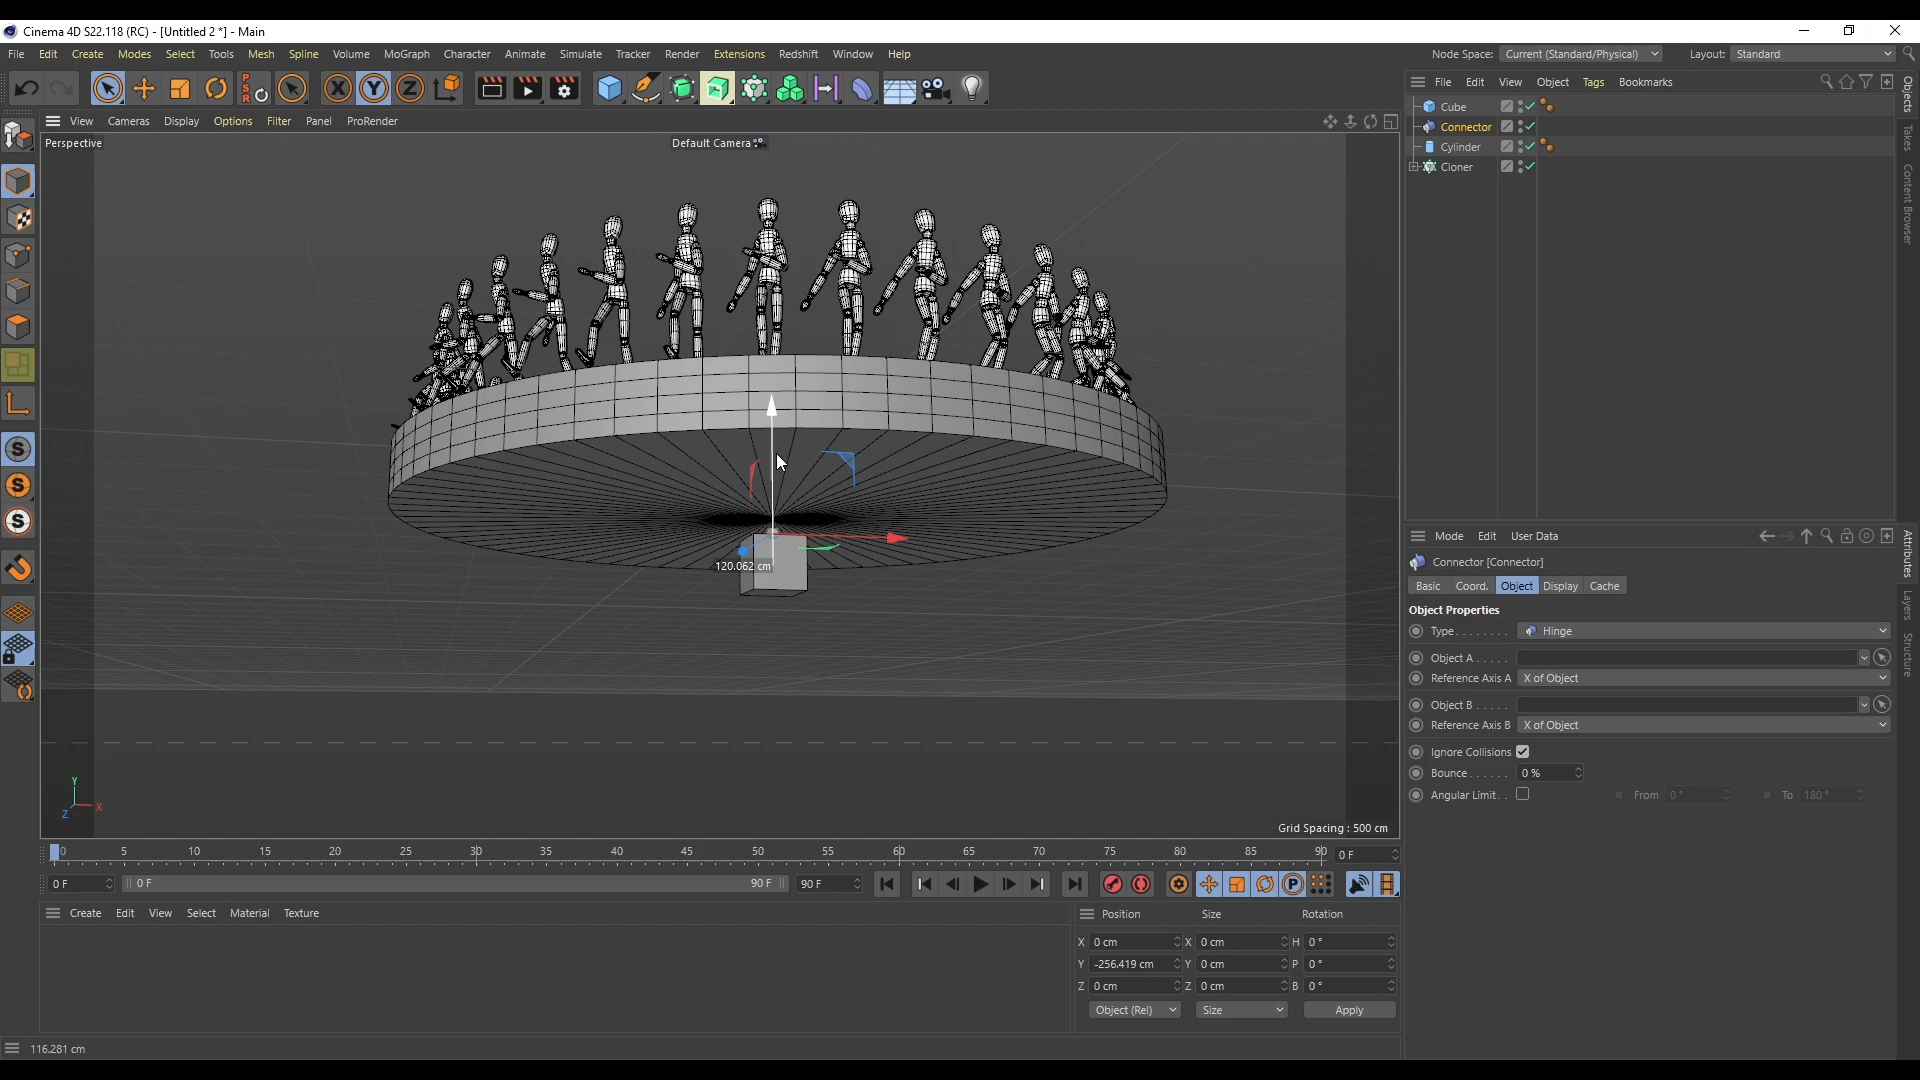 Cinema 4D S22.118 (RC) - [Untitled 2 *] - Main
File Edit Create Modes Select Tools Mesh Spline Volume MoGraph Character Animate Simulate Tracker Render Extensions Redshift Window Help
Node Space: Current (Standard/Physical) Layout: Standard
P S R X Y Z
File Edit View Object Tags Bookmarks
View Cameras Display Options Filter Panel ProRender
Perspective
Default Camera
Cube
Connector
Cylinder
Cloner
Objects
Takes
Content Browser
S
S
S
120.062 cm
Y
X
Z
Grid Spacing : 500 cm
Mode Edit User Data
Connector [Connector]
Basic Coord. Object Display Cache
Object Properties
Type . . . . . . . . Hinge
Object A . . . . .
Reference Axis A X of Object
Object B . . . . .
Reference Axis B X of Object
Ignore Collisions
Bounce . . . . . . 0 %
Angular Limit . . From 0 ° To 180 °
Attributes
Layers
Structure
0 5 10 15 20 25 30 35 40 45 50 55 60 65 70 75 80 85 90 0 F
0 F 0 F 90 F 90 F P
Create Edit View Select Material Texture
Position Size Rotation
X 0 cm X 0 cm H 0 °
Y -256.419 cm Y 0 cm P 0 °
Z 0 cm Z 0 cm B 0 °
Object (Rel) Size Apply
116.281 cm